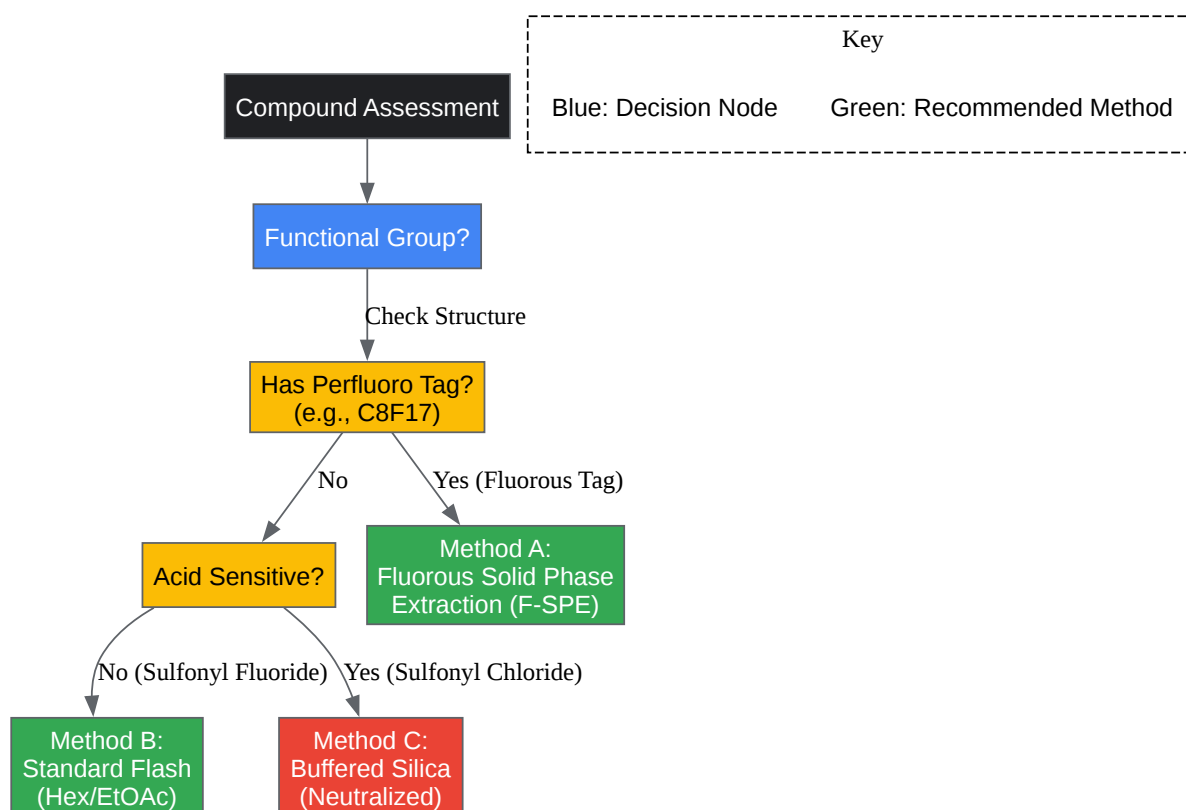 Key
Compound Assessment
Blue: Decision Node
Green: Recommended Method
Functional Group?
Check Structure
Has Perfluoro Tag?
(e.g., C8F17)
No
Yes (Fluorous Tag)
Acid Sensitive?
Method A:
Fluorous Solid Phase
Extraction (F-SPE)
No (Sulfonyl Fluoride)
Yes (Sulfonyl Chloride)
Method B:
Standard Flash
(Hex/EtOAc)
Method C:
Buffered Silica
(Neutralized)